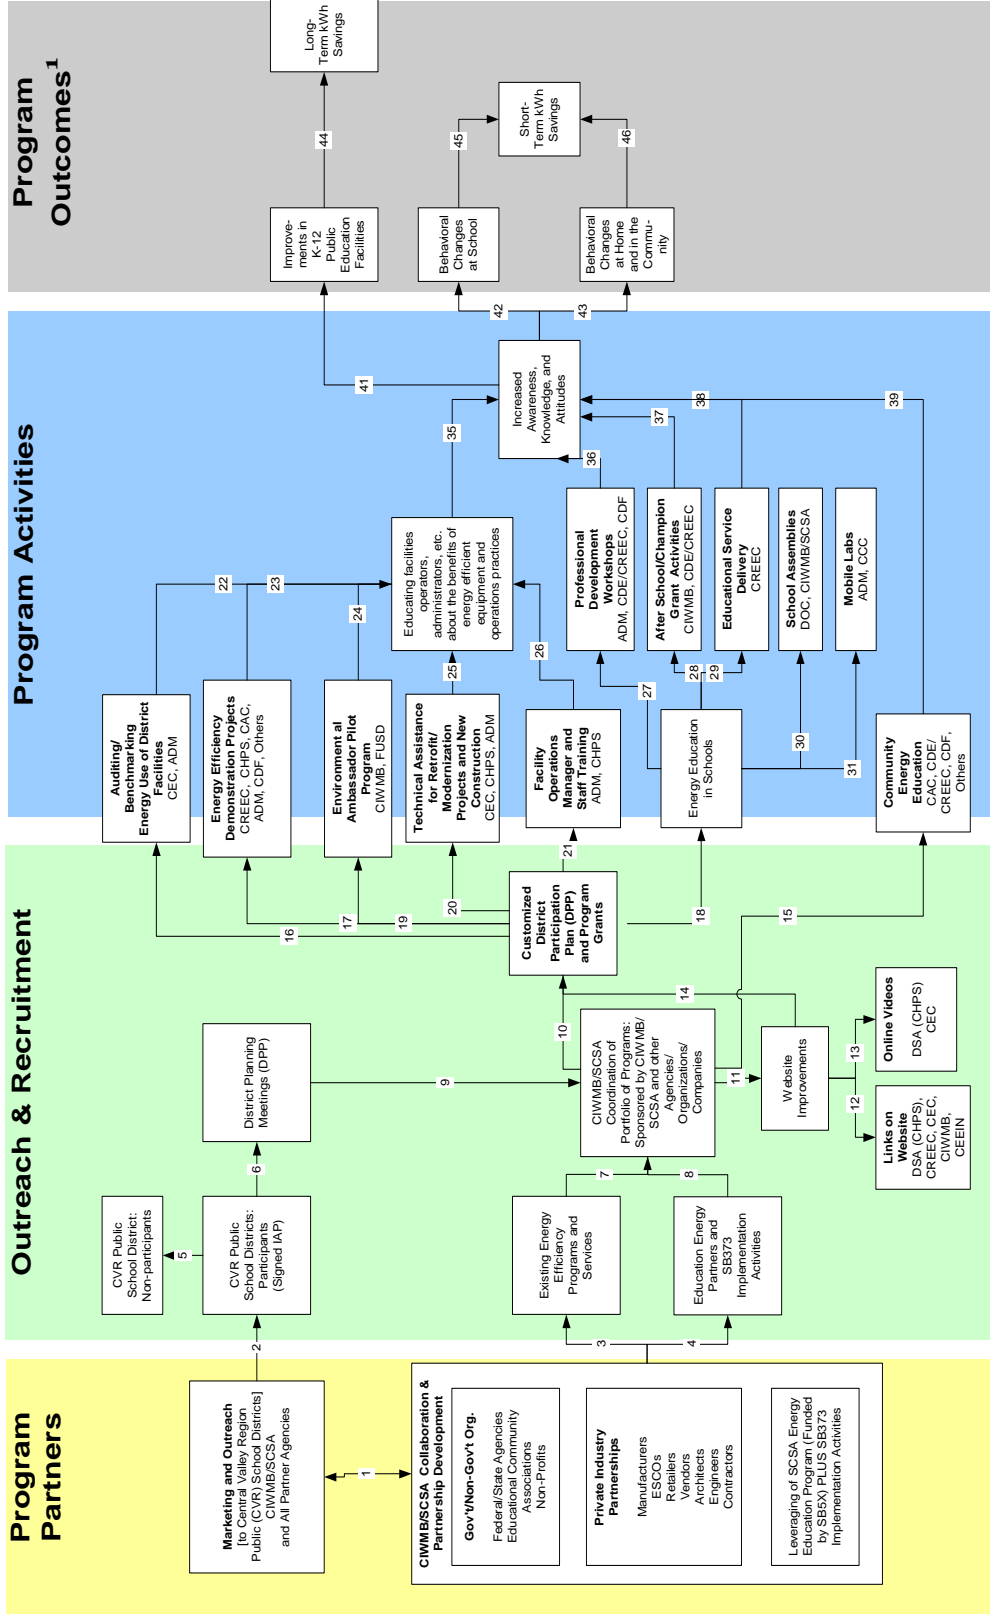 Program
Partners
Marketing and Outreach
[to Central Valley Region
Public (CVR) School Districts]
CIWMB/SCSA
and All Partner Agencies
1
CIWMB/SCSA Collaboration &
Partnership Development
Gov't/Non-Gov't Org.
Federal/State Agencies
Educational Community
Associations
Non-Profits
Private Industry
Partnerships
Manufacturers
ESCOs
Retailers
Vendors
Architects
Engineers
Contractors
Leveraging of SCSA Energy
Education Program (Funded
by SB5X) PLUS SB373
Implementation Activities
Outreach & Recruitment
2
3
4
CVR Public
School District:
Non-participants
5
CVR Public
School Districts:
Participants
(Signed IAP)
6
District Planning
Meetings (DPP)
Existing Energy
Efficiency
Programs and
Services
Education Energy
Partners and
SB373
Implementation
Activities
7
8
9
CIWMB/SCSA
Coordination of
Portfolio of Programs:
Sponsored by CIWMB/
SCSA and other
Agencies/
Organizations/
Companies
10
11
Website
Improvements
12
13
14
15
Links on
Website
DSA (CHPS),
CREEC, CEC,
CIWMB,
CEEIN
Online Videos
DSA (CHPS)
CEC
Customized
District
Participation
Plan (DPP)
and Program
Grants
16
17
19
20
21
18
Program Activities
Auditing/
Benchmarking
Energy Use of District
Facilities
CEC, ADM
Energy Efficiency
Demonstration Projects
CREEC, CHPS, CAC,
ADM, CDF, Others
Environment al
Ambassador Pilot
Program
CIWMB, FUSD
Technical Assistance
for Retrofit/
Modernization
Projects and New
Construction
CEC, CHPS, ADM
Facility
Operations
Manager and
Staff Training
ADM, CHPS
Energy Education
in Schools
Community
Energy
Education
CAC, CDE/
CREEC, CDF,
Others
22
23
24
25
26
27
28
29
30
31
Educating facilities
operators,
administrators, etc.
about the benefits of
energy efficient
equipment and
operations practices
Professional
Development
Workshops
ADM, CDE/CREEC, CDF
After School/Champion
Grant Activities
CIWMB, CDE/CREEC
Educational Service
Delivery
CREEC
School Assemblies
DOC, CIWMB/SCSA
Mobile Labs
ADM, CCC
35
36
37
38
39
Increased
Awareness,
Knowledge, and
Attitudes
41
42
43
Program
Outcomes1
Improve-
ments in
K-12
Public
Education
Facilities
Behavioral
Changes
at School
Behavioral
Changes
at Home
and in the
Commu-
nity
44
45
46
Long-
Term kWh
Savings
Short-
Term kWh
Savings